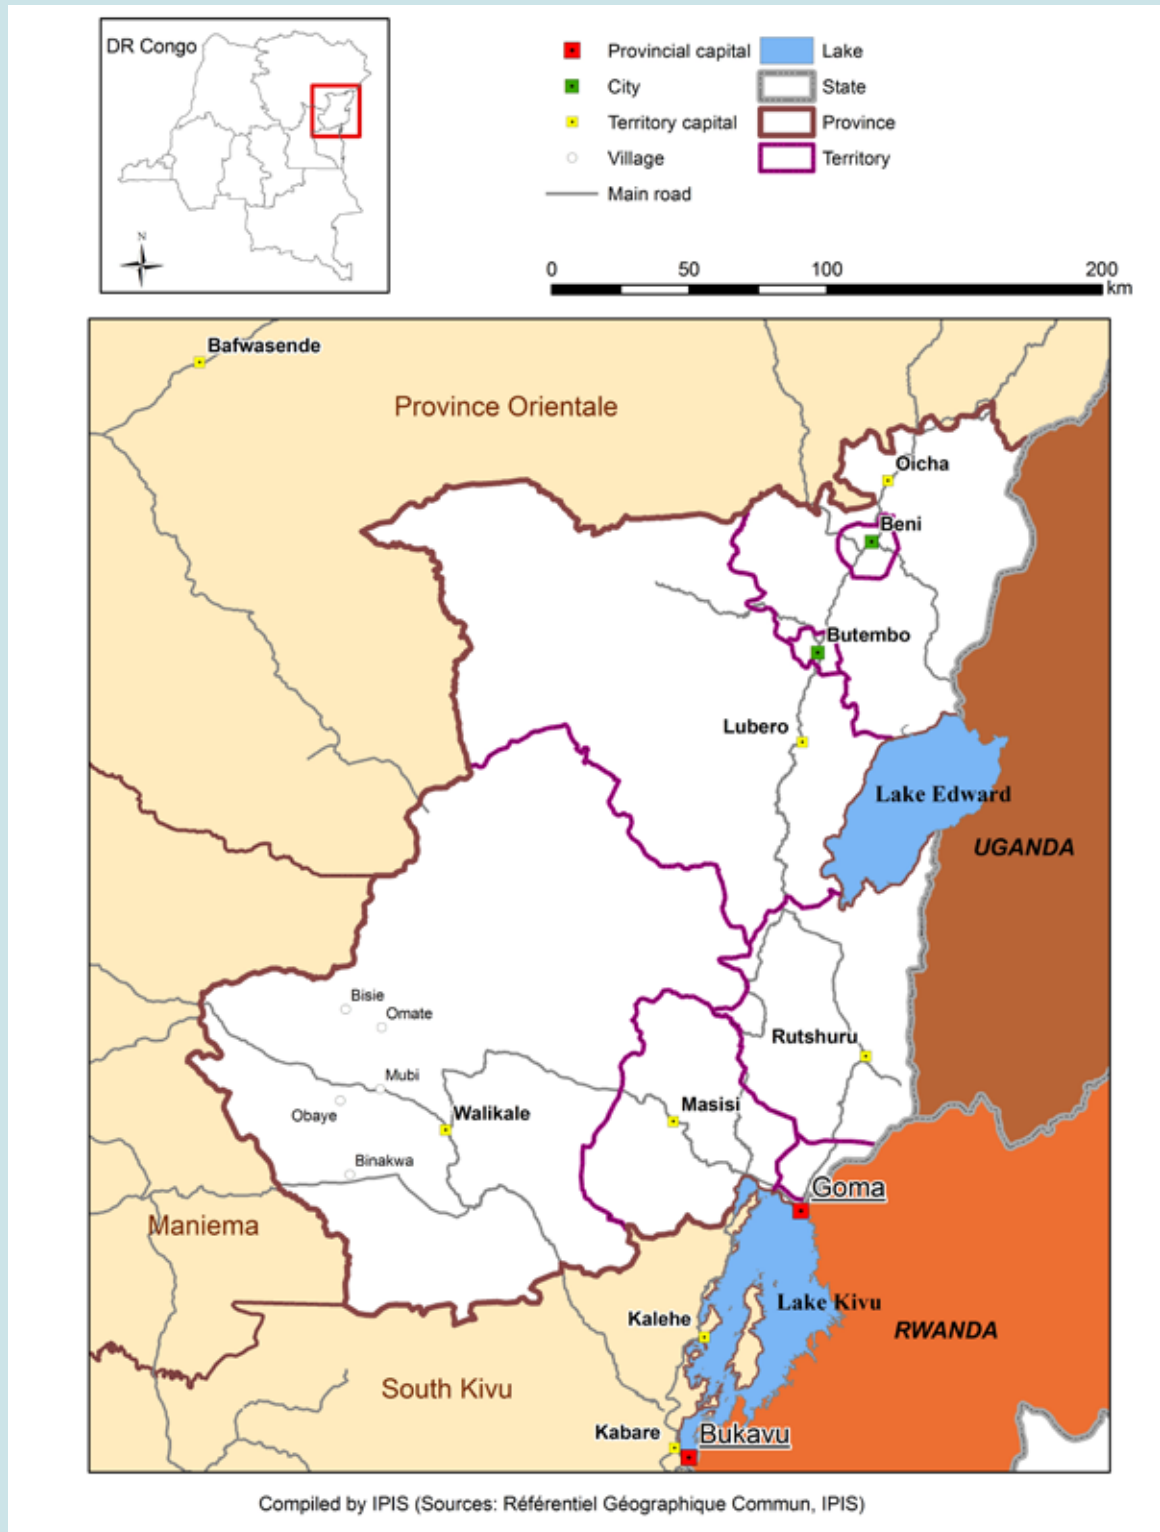 DR Congo
N
Provincial capital
City
Territory capital
Village
Main road
Lake
State
Province
Territory
0 50 100 200
km
Bafwasende
Province Orientale
Oicha
Beni
Butembo
Lubero
Lake Edward
UGANDA
Bisie
Omate
Rutshuru
Mubi
Obaye
Walikale
Masisi
Binakwa
Goma
Maniema
Lake Kivu
Kalehe
RWANDA
South Kivu
Kabare
Bukavu
Compiled by IPIS (Sources: Référentiel Géographique Commun, IPIS)